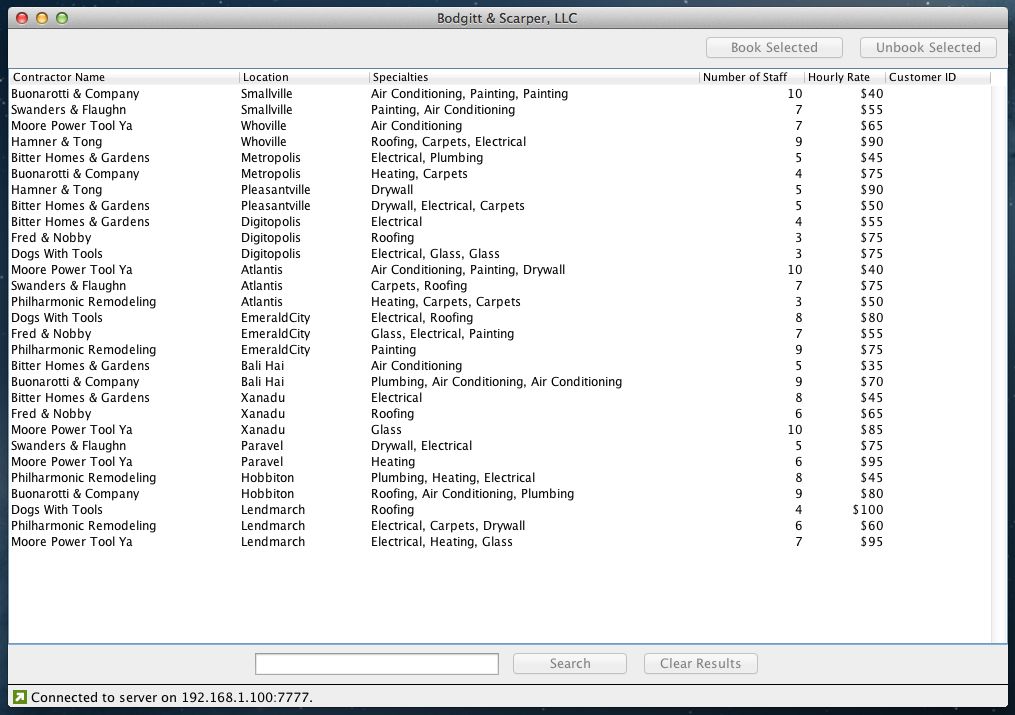 Bodgitt & Scarper, LLC
Book Selected Unbook Selected
Contractor Name Location Specialties Number of Staff Hourly Rate Customer ID
Buonarotti & Company Smallville Air Conditioning, Painting, Painting 10 $40
Swanders & Flaughn Smallville Painting, Air Conditioning 7 $55
Moore Power Tool Ya Whoville Air Conditioning 7 $65
Hamner & Tong Whoville Roofing, Carpets, Electrical 9 $90
Bitter Homes & Gardens Metropolis Electrical, Plumbing 5 $45
Buonarotti & Company Metropolis Heating, Carpets 4 $75
Hamner & Tong Pleasantville Drywall 5 $90
Bitter Homes & Gardens Pleasantville Drywall, Electrical, Carpets 5 $50
Bitter Homes & Gardens Digitopolis Electrical 4 $55
Fred & Nobby Digitopolis Roofing 3 $75
Dogs With Tools Digitopolis Electrical, Glass, Glass 3 $75
Moore Power Tool Ya Atlantis Air Conditioning, Painting, Drywall 10 $40
Swanders & Flaughn Atlantis Carpets, Roofing 7 $75
Philharmonic Remodeling Atlantis Heating, Carpets, Carpets 3 $50
Dogs With Tools EmeraldCity Electrical, Roofing 8 $80
Fred & Nobby EmeraldCity Glass, Electrical, Painting 7 $55
Philharmonic Remodeling EmeraldCity Painting 9 $75
Bitter Homes & Gardens Bali Hai Air Conditioning 5 $35
Buonarotti & Company Bali Hai Plumbing, Air Conditioning, Air Conditioning 9 $70
Bitter Homes & Gardens Xanadu Electrical 8 $45
Fred & Nobby Xanadu Roofing 6 $65
Moore Power Tool Ya Xanadu Glass 10 $85
Swanders & Flaughn Paravel Drywall, Electrical 5 $75
Moore Power Tool Ya Paravel Heating 6 $95
Philharmonic Remodeling Hobbiton Plumbing, Heating, Electrical 8 $45
Buonarotti & Company Hobbiton Roofing, Air Conditioning, Plumbing 9 $80
Dogs With Tools Lendmarch Roofing 4 $100
Philharmonic Remodeling Lendmarch Electrical, Carpets, Drywall 6 $60
Moore Power Tool Ya Lendmarch Electrical, Heating, Glass 7 $95
Search Clear Results
Connected to server on 192.168.1.100:7777.